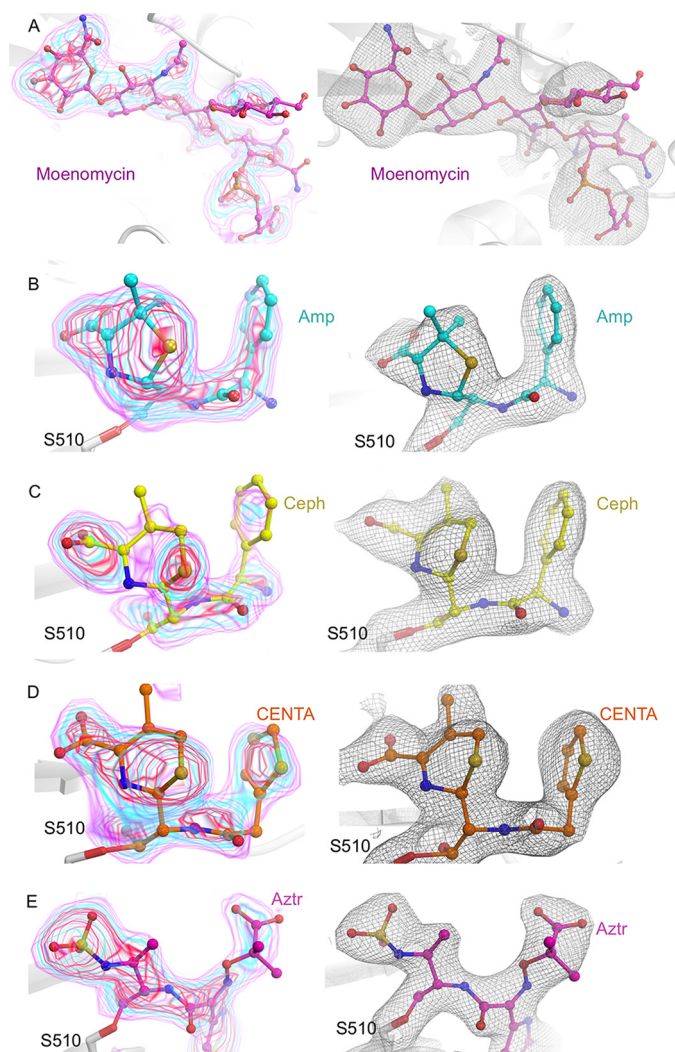 A
Moenomycin
Moenomycin
B
Amp
Amp
S510
S510
C
Ceph
Ceph
S510
S510
D
CENTA
CENTA
S510
S510
E
Aztr
Aztr
S510
S510